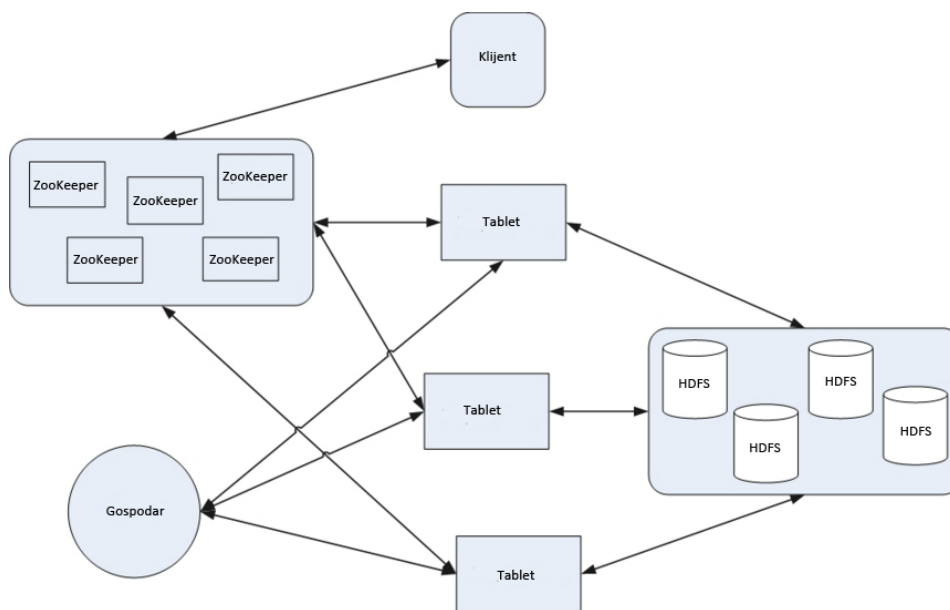 Klijent
ZooKeeper
ZooKeeper
ZooKeeper
ZooKeeper
ZooKeeper
Tablet
Tablet
Tablet
Gospodar
HDFS
HDFS
HDFS
HDFS